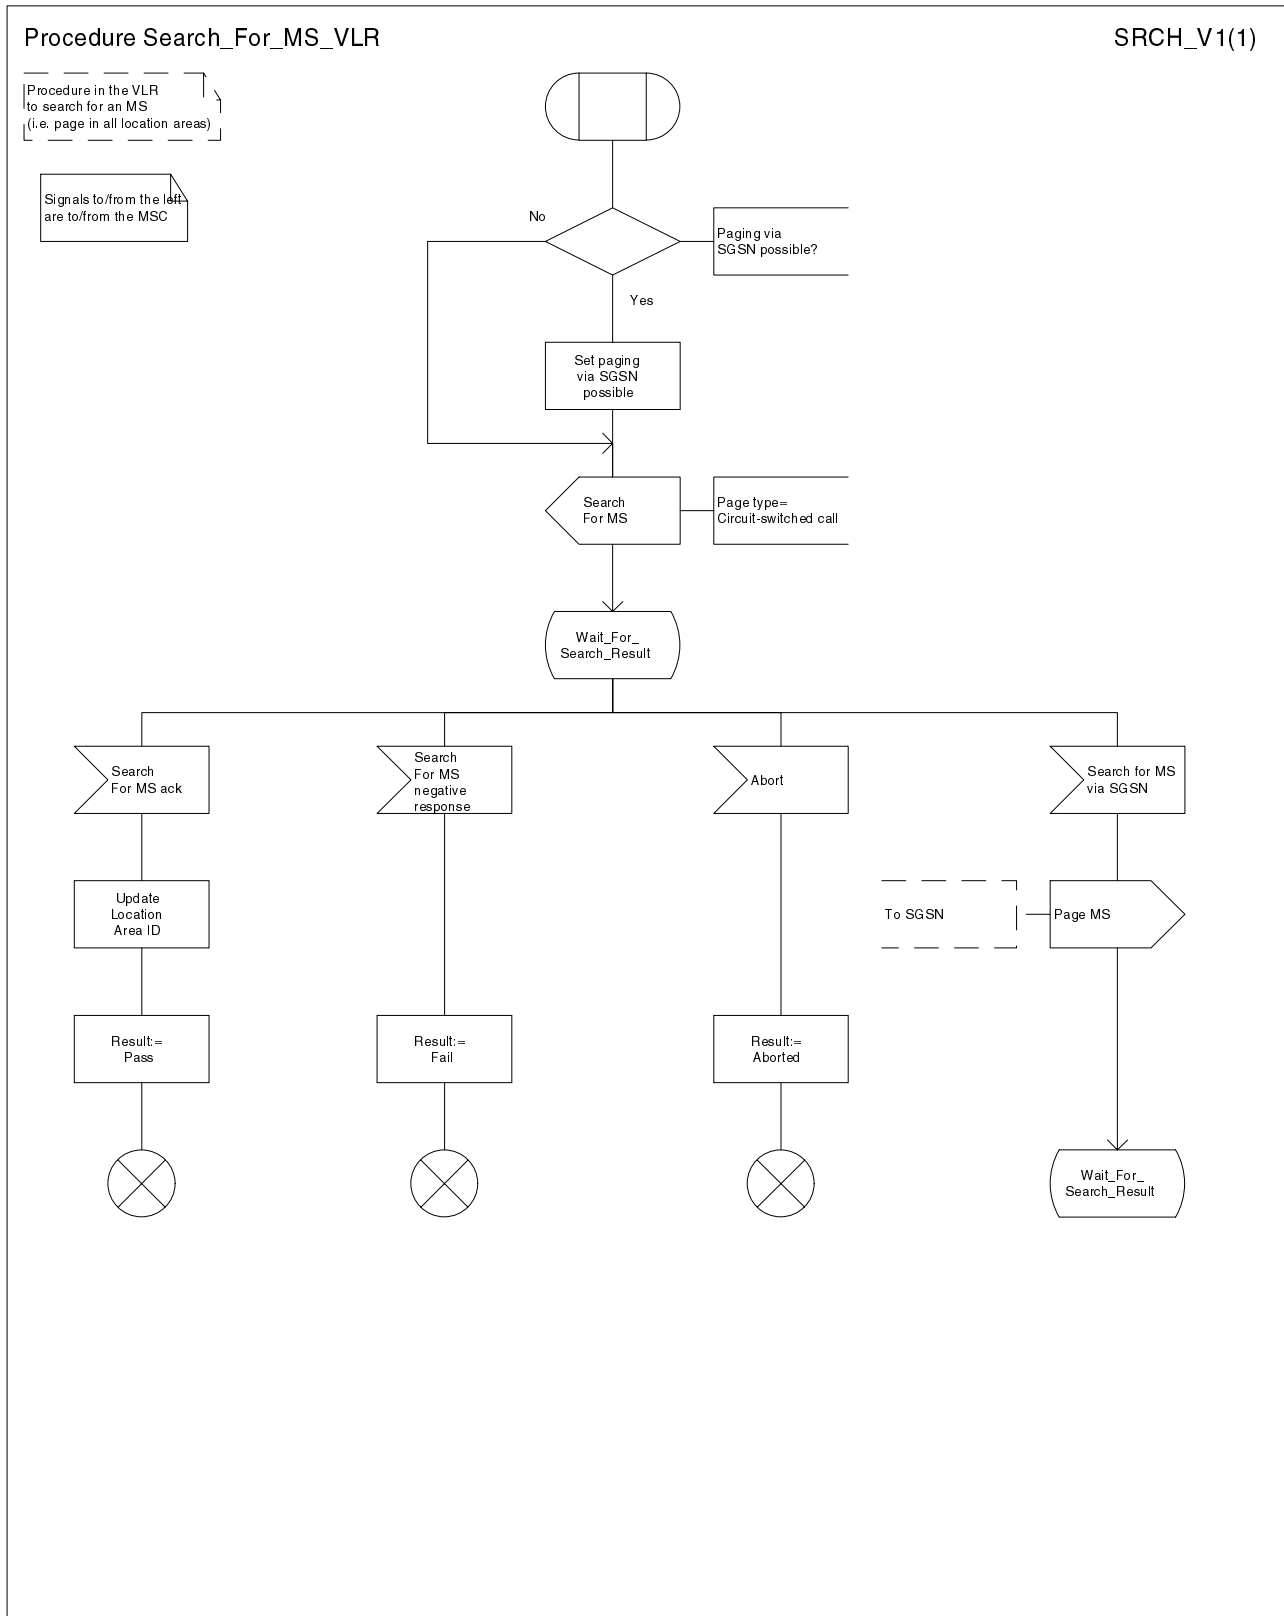 Procedure Search_For_MS_VLR
SRCH_V1(1)
Procedure in the VLR
to search for an MS
(i.e. page in all location areas)
Signals to/from the left
are to/from the MSC
No
Paging via
SGSN possible?
Yes
Set paging
via SGSN
possible
Search
For MS
Page type=
Circuit-switched call
Wait_For_
Search_Result
Search
For MS ack
Search
For MS
negative
response
Abort
Search for MS
via SGSN
Update
Location
Area ID
To SGSN
Page MS
Result:=
Pass
Result:=
Fail
Result:=
Aborted
Wait_For_
Search_Result